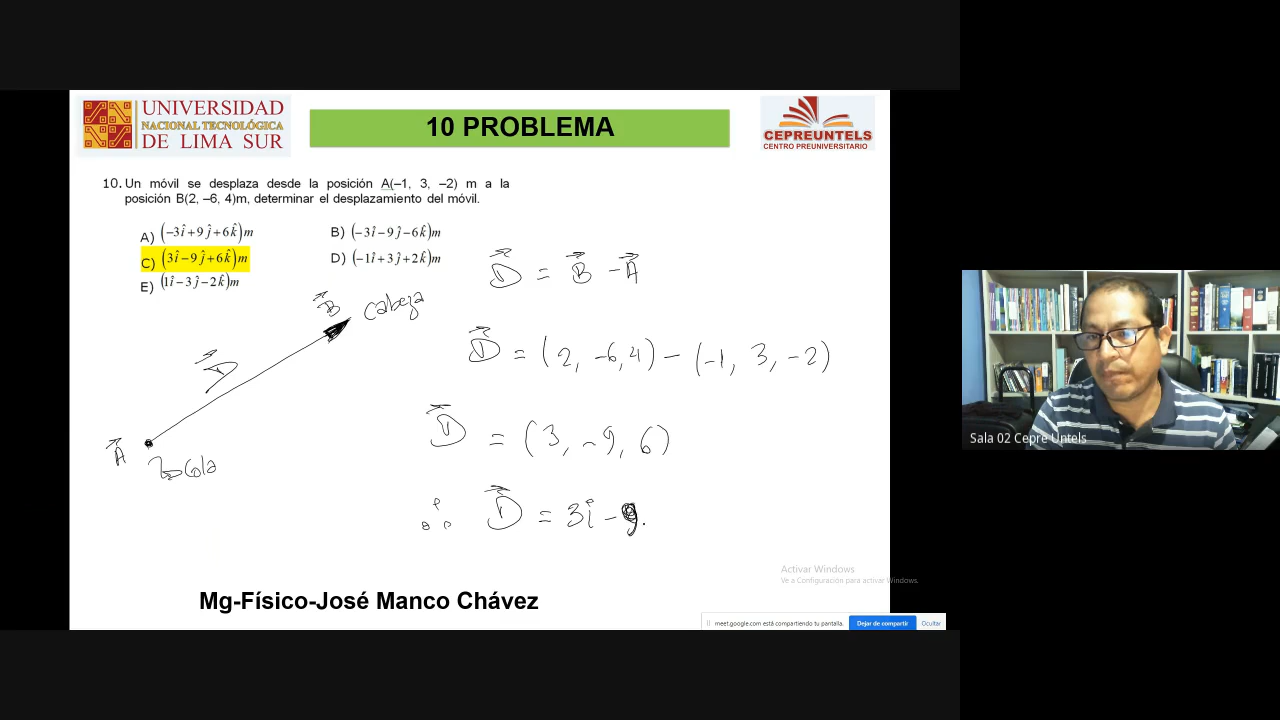 UNIVERSIDAD
NACIONAL TECNOLÓGICA
DE LIMA SUR
10 PROBLEMA
CEPREUNTELS
CENTRO PREUNIVERSITARIO
10. Un móvil se desplaza desde la posición A(–1, 3, –2) m a la
posición B(2, –6, 4)m, determinar el desplazamiento del móvil.
A) (−3î+9ĵ+6k̂)m
B) (−3î−9ĵ−6k̂)m
C) (3î−9ĵ+6k̂)m
D) (−1î+3ĵ+2k̂)m
E) (1î−3ĵ−2k̂)m
D⃗ = B⃗ - A⃗
B⃗ cabeza
D⃗ = (2, -6, 4) - (-1, 3, -2)
D⃗
D⃗ = (3, -9, 6)
A⃗
cola
D⃗ = 3î - 9
Sala 02 Cepre Untels
Activar Windows
Ve a Configuración para activar Windows.
Mg-Físico-José Manco Chávez
meet.google.com está compartiendo tu pantalla.
Dejar de compartir
Ocultar